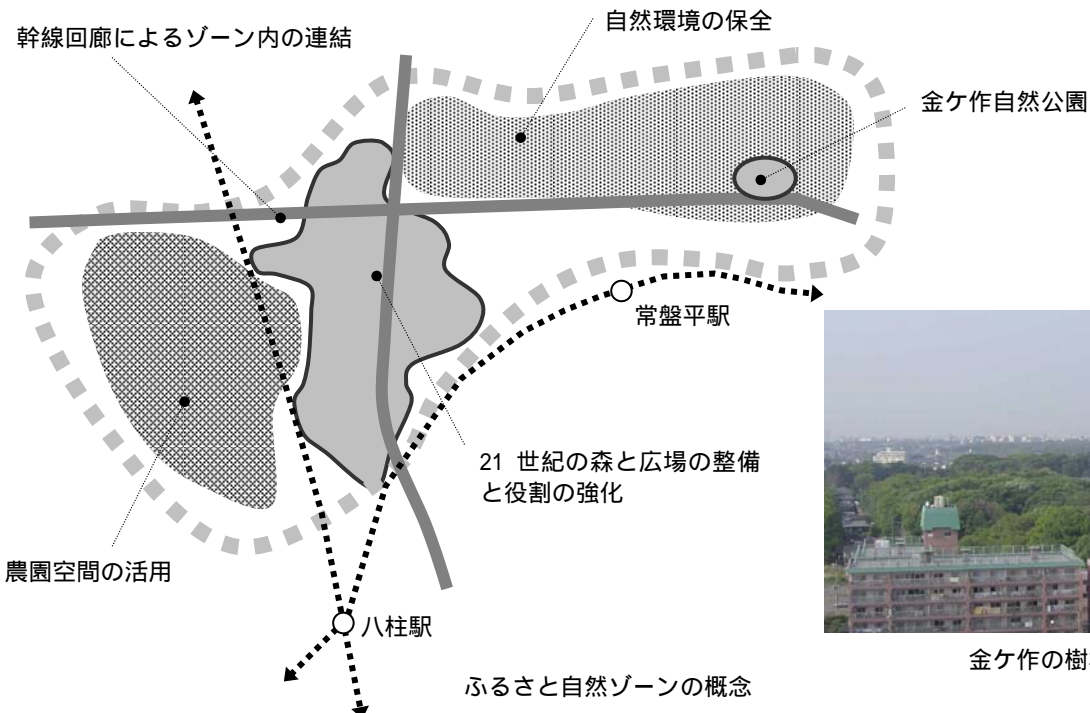 自然環境の保全
幹線回廊によるゾーン内の連結
金ケ作自然公園
常盤平駅
21 世紀の森と広場の整備
と役割の強化
農園空間の活用
八柱駅
金ケ作の樹
ふるさと自然ゾーンの概念